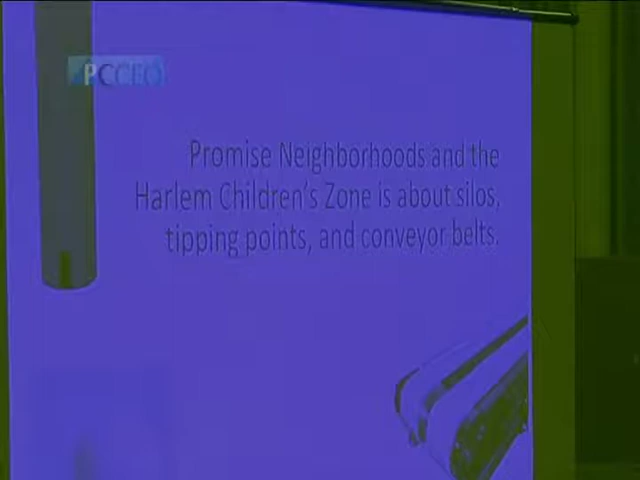 PCCEO
Promise Neighborhoods and the
Harlem Children's Zone is about silos,
tipping points, and conveyor belts.